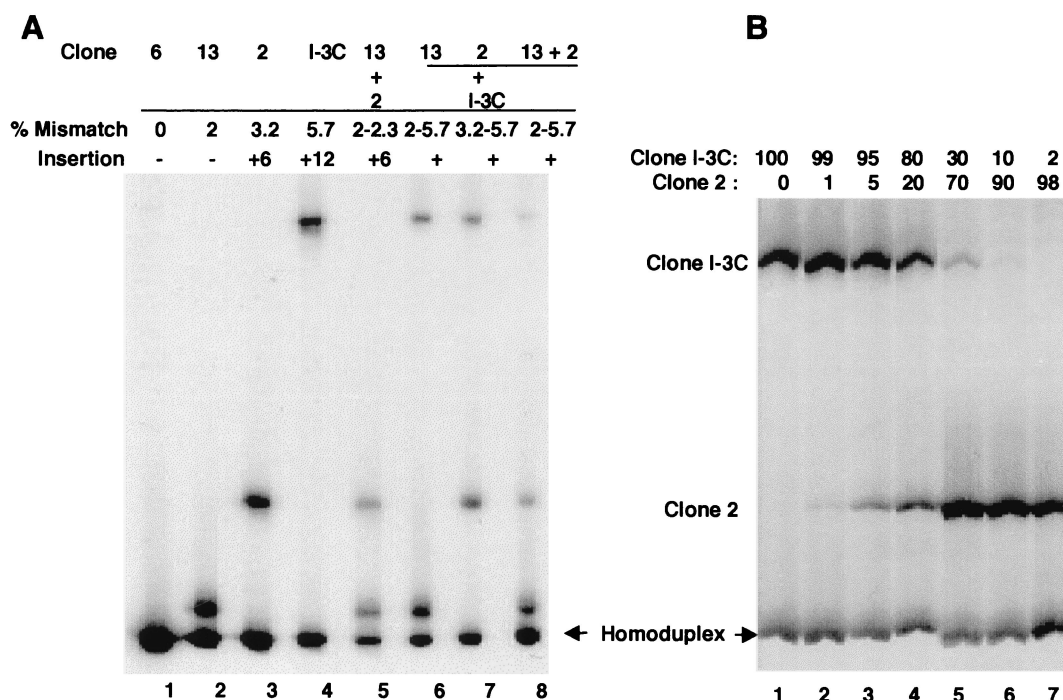 A
Clone 6 13 2 I-3C 13 13 2 13 + 2
+ +
2 I-3C
% Mismatch 0 2 3.2 5.7 2-2.3 2-5.7 3.2-5.7 2-5.7
Insertion - - +6 +12 +6 + + +
1 2 3 4 5 6 7 8
B
Clone I-3C: 100 99 95 80 30 10 2
Clone 2 : 0 1 5 20 70 90 98
Clone I-3C
Clone 2
Homoduplex
1 2 3 4 5 6 7